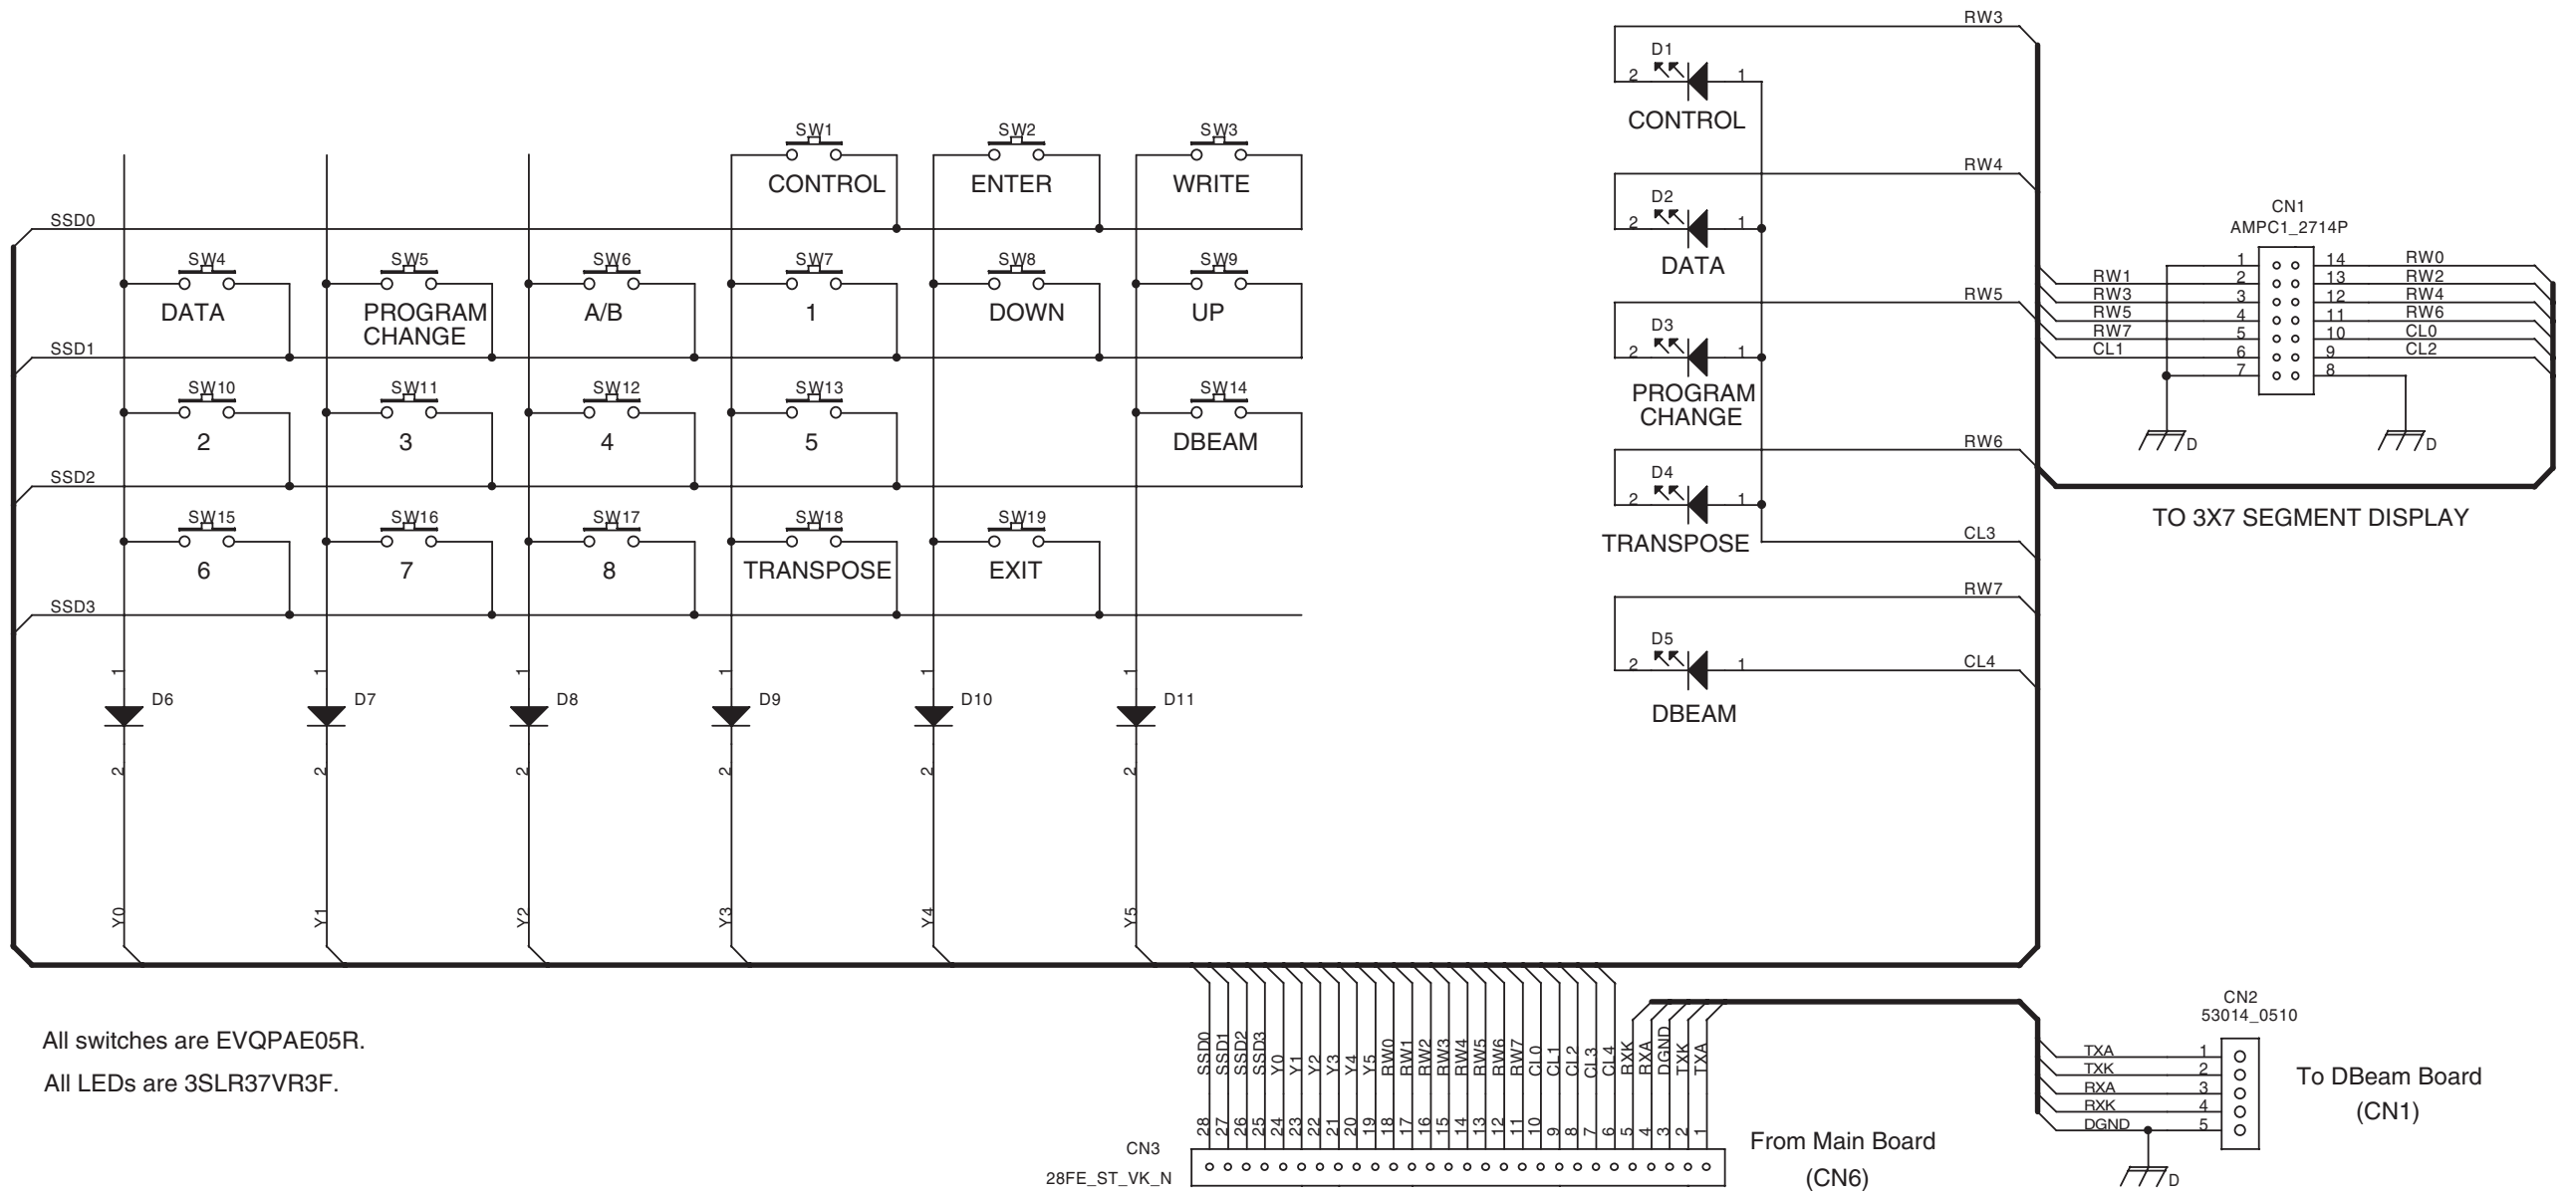 RW3
D1
2 1
CONTROL
SW1 SW2 SW3
CONTROL ENTER WRITE
RW4
D2
2 1
DATA
SSD0
SW4 SW5 SW6 SW7 SW8 SW9
DATA PROGRAM CHANGE A/B 1 DOWN UP
SSD1
RW5
D3
2 1
PROGRAM
CHANGE
SW10 SW11 SW12 SW13 SW14
2 3 4 5 DBEAM
SSD2
RW6
D4
2 1
TRANSPOSE
CL3
SW15 SW16 SW17 SW18 SW19
6 7 8 TRANSPOSE EXIT
SSD3
RW7
D5
2 1
CL4
DBEAM
1 1 1 1 1 1
D6 D7 D8 D9 D10 D11
2 2 2 2 2 2
Y0 Y1 Y2 Y3 Y4 Y5
CN1
AMPC1_2714P
1 14 RW0
RW1 2 13 RW2
RW3 3 12 RW4
RW5 4 11 RW6
RW7 5 10 CL0
CL1 6 9 CL2
7 8
D D
TO 3X7 SEGMENT DISPLAY
All switches are EVQPAE05R.
All LEDs are 3SLR37VR3F.
SSD0 SSD1 SSD2 SSD3 Y0 Y1 Y2 Y3 Y4 Y5 RW0 RW1 RW2 RW3 RW4 RW5 RW6 RW7 CL0 CL1 CL2 CL3 CL4 RXK RXA DGND TXK TXA
28 27 26 25 24 23 22 21 20 19 18 17 16 15 14 13 12 11 10 9 8 7 6 5 4 3 2 1
CN3
28FE_ST_VK_N
From Main Board
(CN6)
CN2
53014_0510
TXA 1
TXK 2
RXA 3
RXK 4
DGND 5
D
To DBeam Board
(CN1)